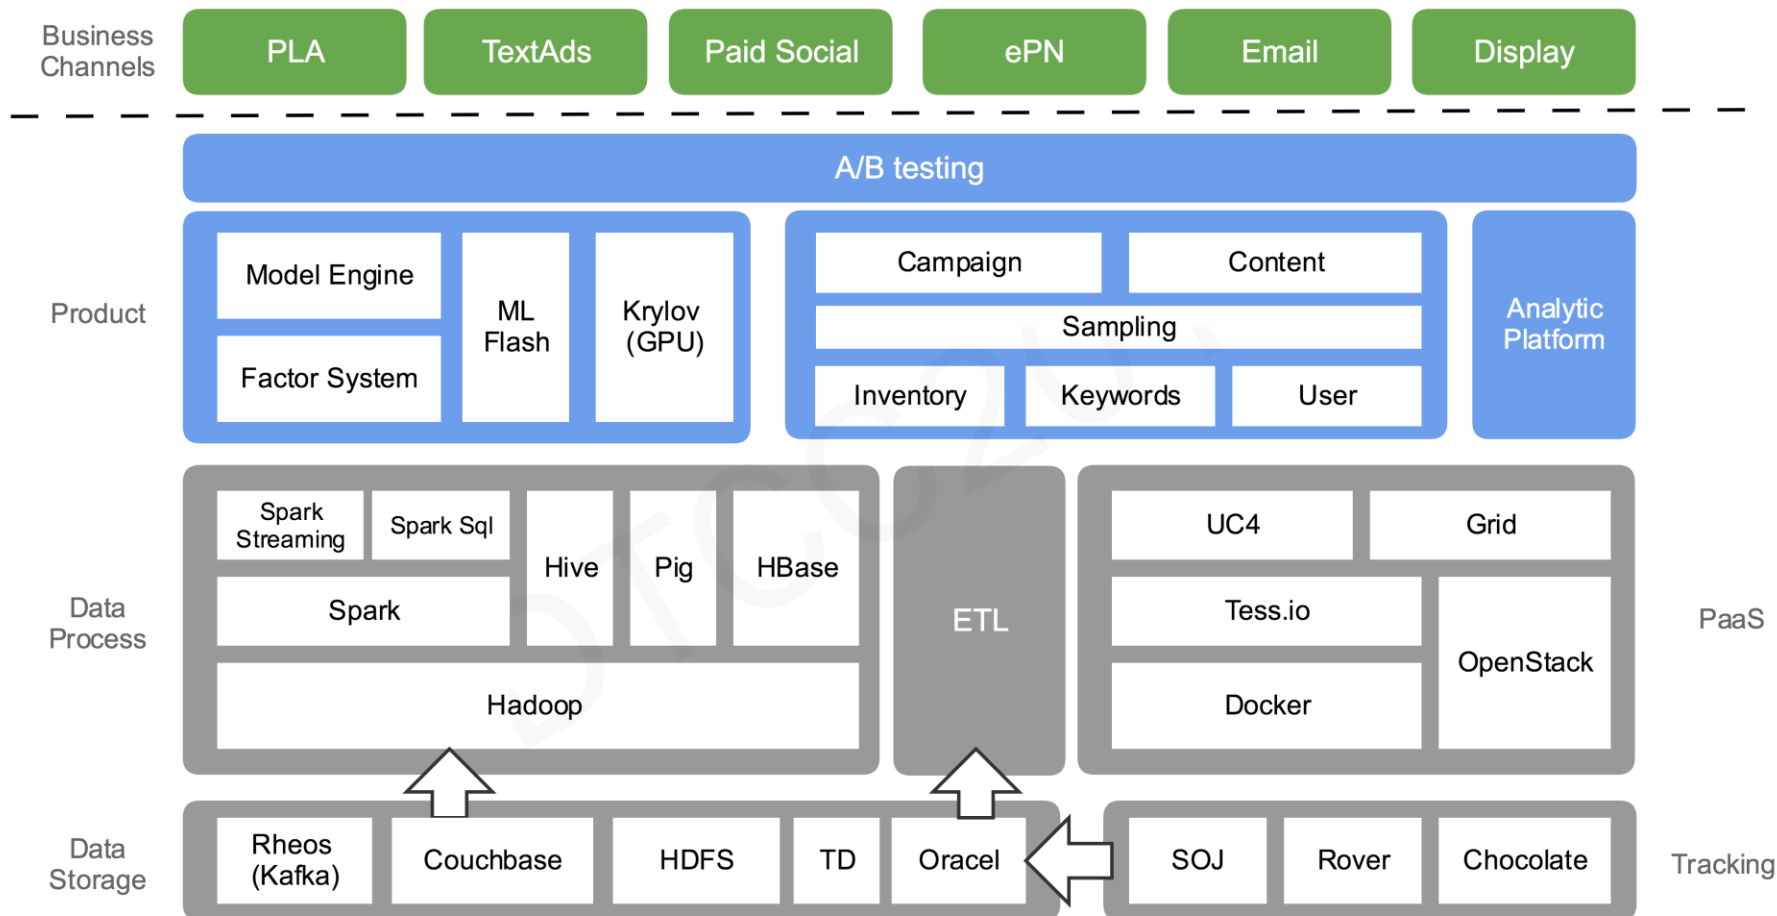 Business
Channels
PLA
TextAds
Paid Social
ePN
Email
Display
A/B testing
Product
Model Engine
Factor System
ML
Flash
Krylov
(GPU)
Campaign
Content
Sampling
Inventory
Keywords
User
Analytic
Platform
Data
Process
Spark
Streaming
Spark Sql
Spark
Hive
Pig
HBase
Hadoop
ETL
UC4
Grid
Tess.io
Docker
OpenStack
PaaS
Data
Storage
Rheos
(Kafka)
Couchbase
HDFS
TD
Oracel
SOJ
Rover
Chocolate
Tracking